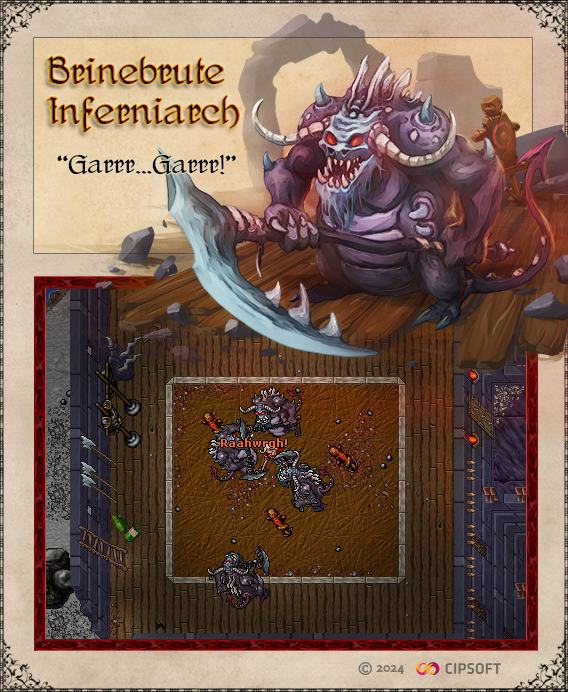 Brinebrute
Inferniarch
“Garrr...Garrr!”
Raahwrgh!
© 2024 CIPSOFT